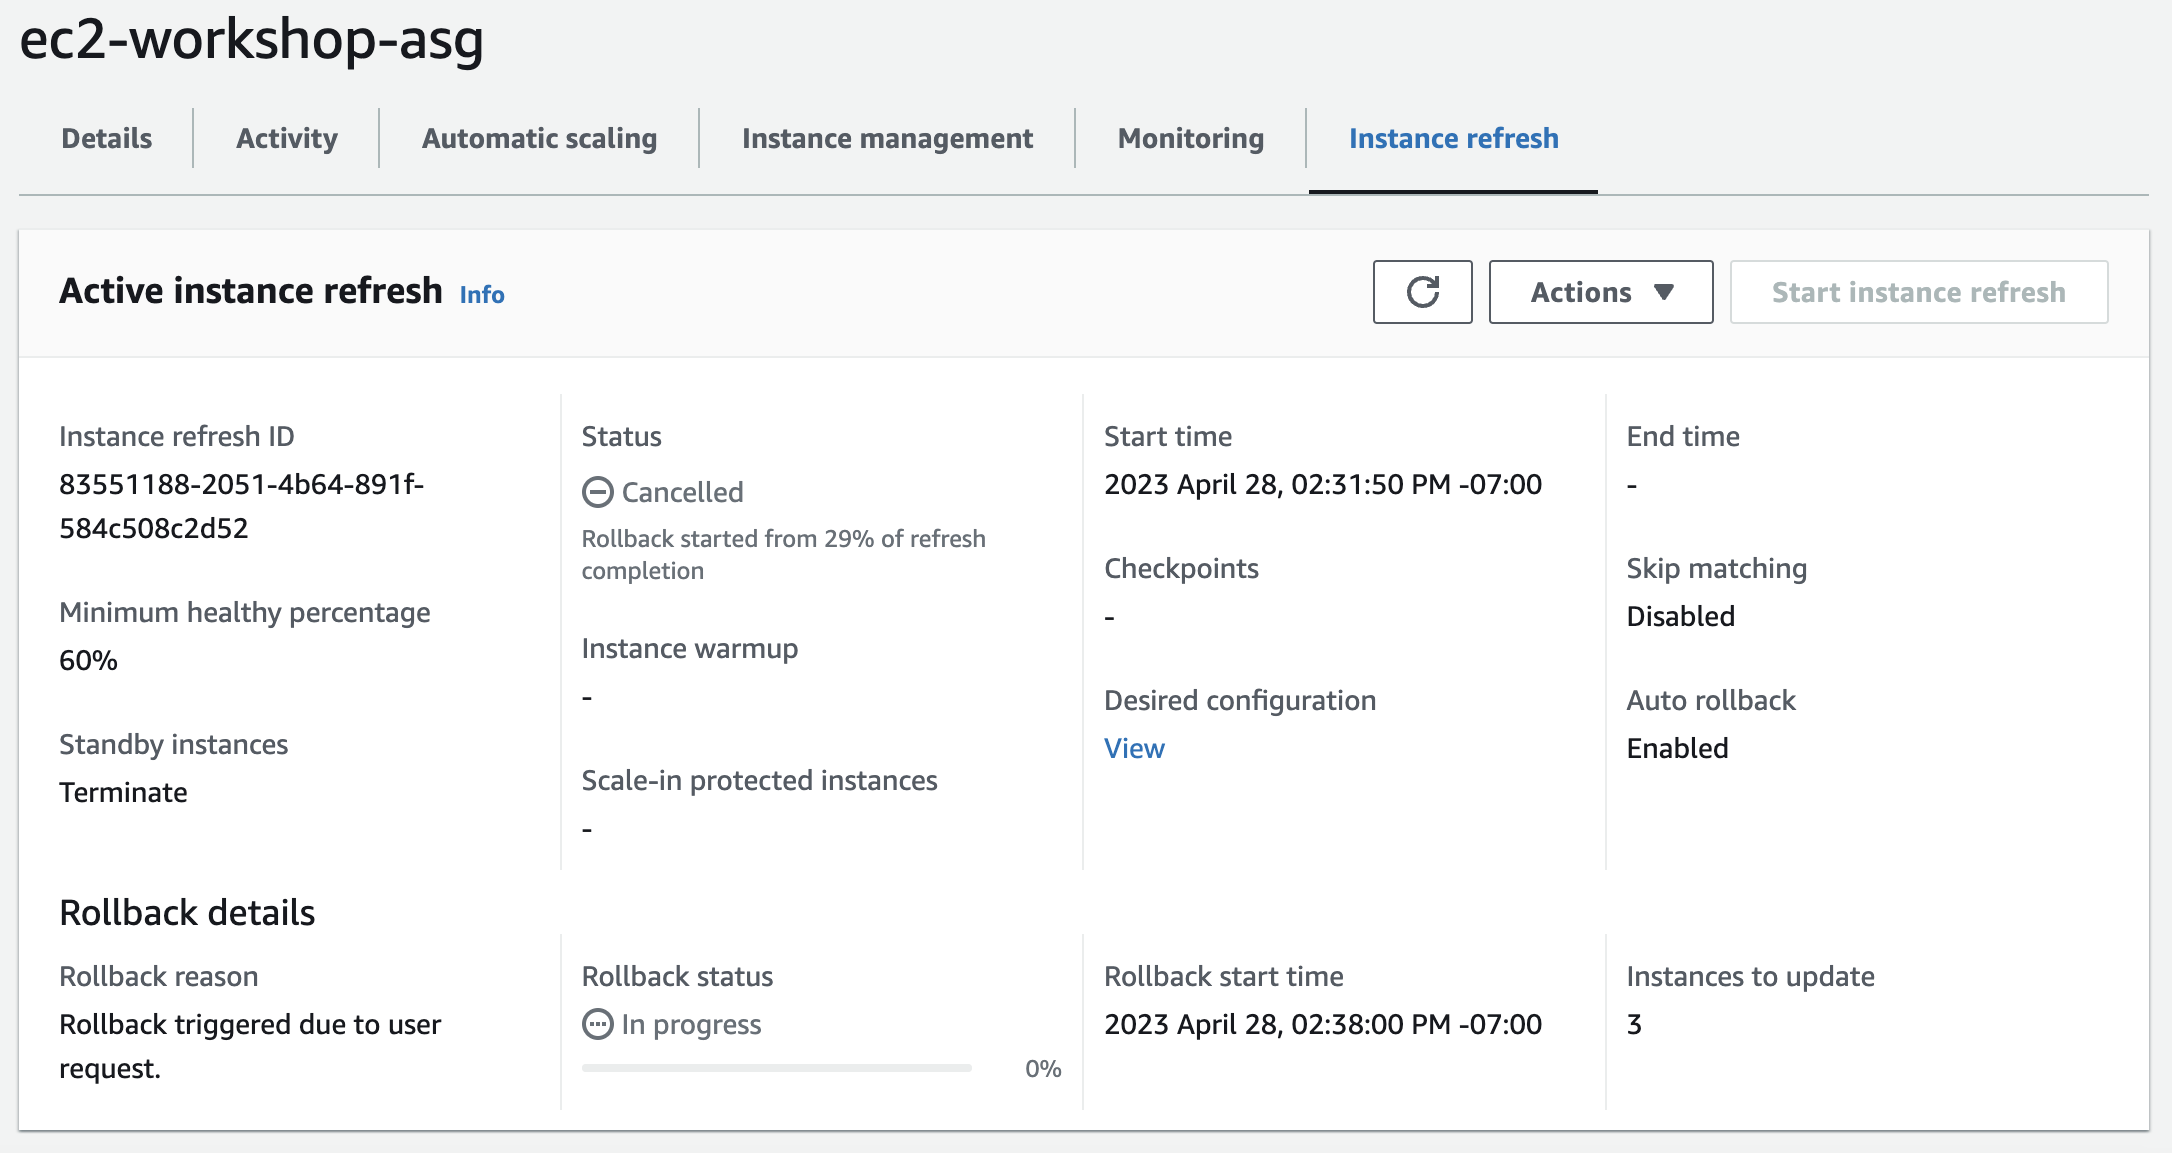 ec2-workshop-asg
Details
Activity
Automatic scaling
Instance management
Monitoring
Instance refresh
Active instance refresh Info
Actions
Start instance refresh
Instance refresh ID
83551188-2051-4b64-891f-
584c508c2d52
Minimum healthy percentage
60%
Standby instances
Terminate
Status
Cancelled
Rollback started from 29% of refresh
completion
Instance warmup
-
Scale-in protected instances
-
Start time
2023 April 28, 02:31:50 PM -07:00
Checkpoints
-
Desired configuration
View
End time
-
Skip matching
Disabled
Auto rollback
Enabled
Rollback details
Rollback reason
Rollback triggered due to user
request.
Rollback status
In progress
0%
Rollback start time
2023 April 28, 02:38:00 PM -07:00
Instances to update
3